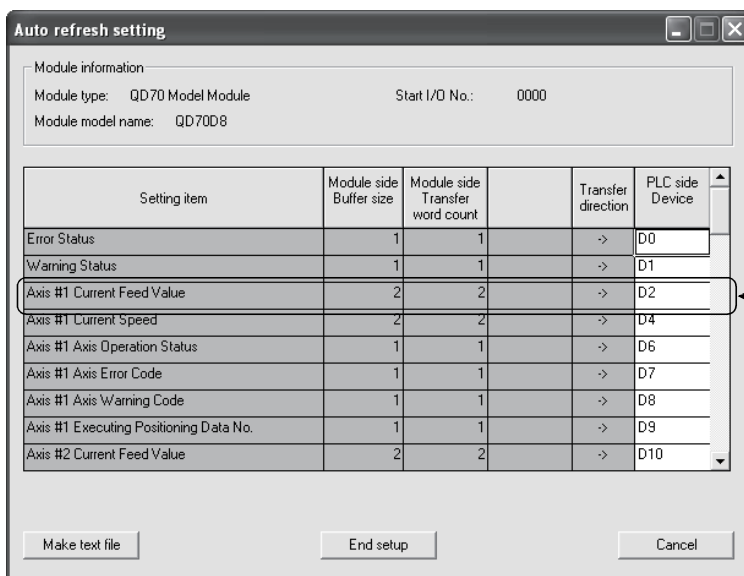 Auto refresh setting
Module information
Module type: QD70 Model Module Start I/O No.: 0000
Module model name: QD70D8
Setting item Module side Buffer size Module side Transfer word count Transfer direction PLC side Device
Error Status 1 1 -> D0
Warning Status 1 1 -> D1
Axis #1 Current Feed Value 2 2 -> D2
Axis #1 Current Speed 2 2 -> D4
Axis #1 Axis Operation Status 1 1 -> D6
Axis #1 Axis Error Code 1 1 -> D7
Axis #1 Axis Warning Code 1 1 -> D8
Axis #1 Executing Positioning Data No. 1 1 -> D9
Axis #2 Current Feed Value 2 2 -> D10
Make text file End setup Cancel